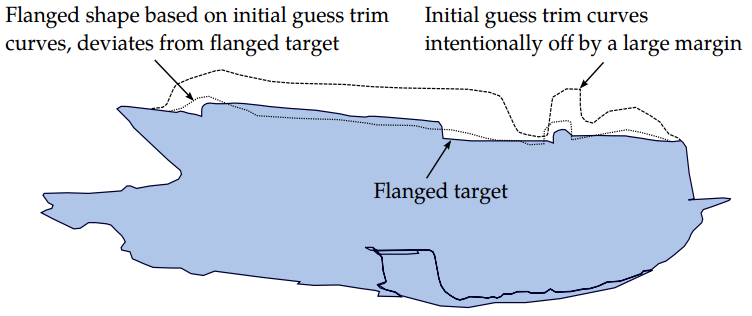 Flanged shape based on initial guess trim
curves, deviates from flanged target
Initial guess trim curves
intentionally off by a large margin
Flanged target